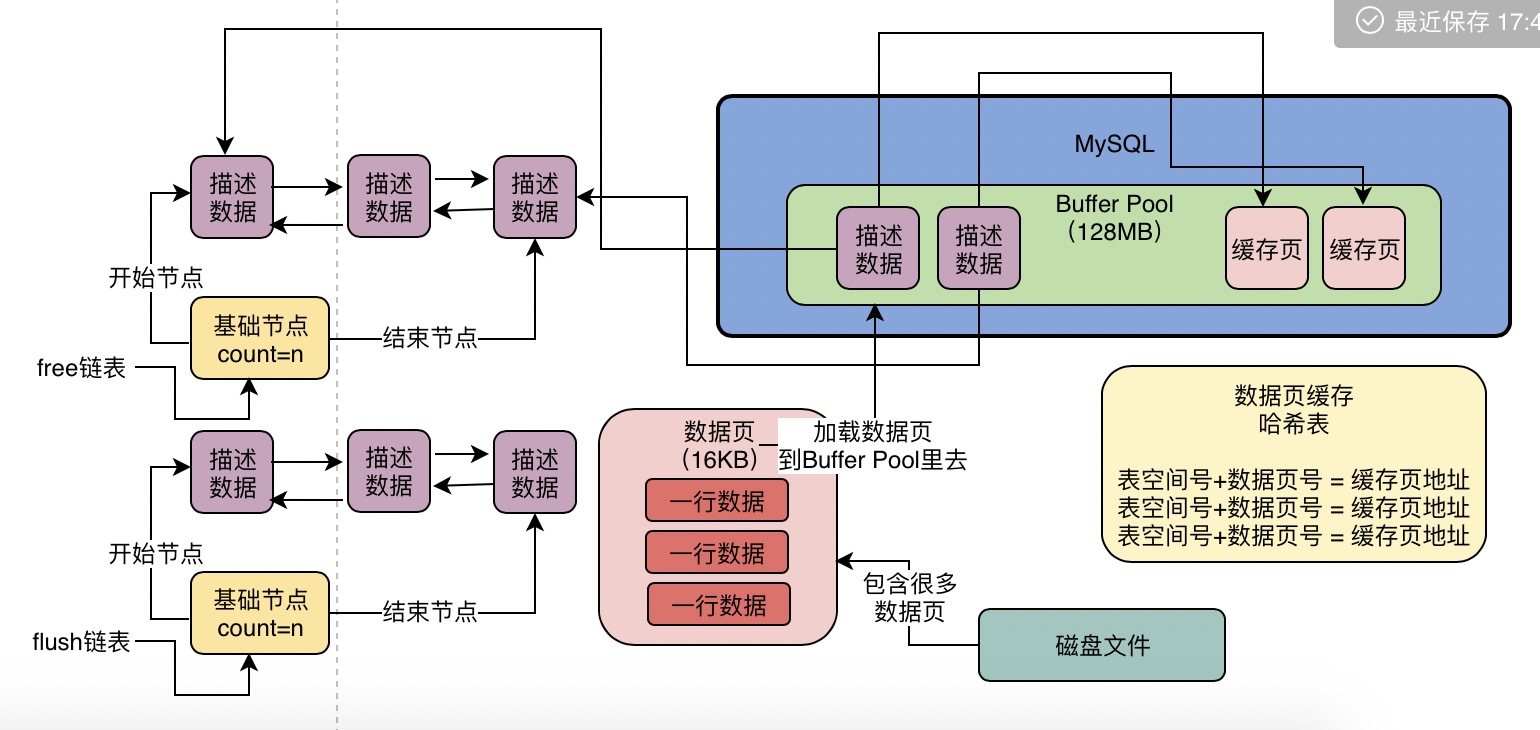 最近保存 17:4
MySQL
Buffer Pool
（128MB）
描述
数据
描述
数据
缓存页
缓存页
描述
数据
描述
数据
描述
数据
开始节点
基础节点
count=n
结束节点
free链表
描述
数据
描述
数据
描述
数据
开始节点
基础节点
count=n
结束节点
flush链表
数据页
（16KB）
一行数据
一行数据
一行数据
加载数据页
到Buffer Pool里去
包含很多
数据页
磁盘文件
数据页缓存
哈希表
表空间号+数据页号 = 缓存页地址
表空间号+数据页号 = 缓存页地址
表空间号+数据页号 = 缓存页地址